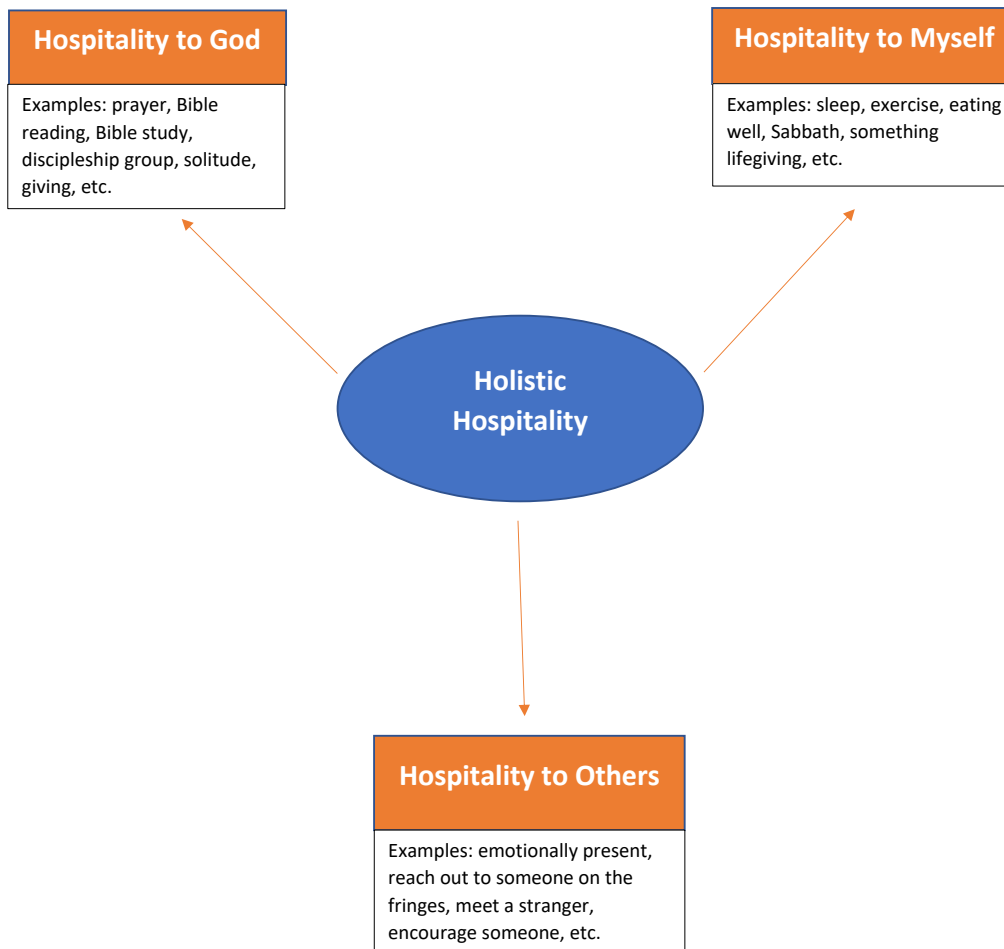 Hospitality to God
Examples: prayer, Bible
reading, Bible study,
discipleship group, solitude,
giving, etc.
Hospitality to Myself
Examples: sleep, exercise, eating
well, Sabbath, something
lifegiving, etc.
Holistic
Hospitality
Hospitality to Others
Examples: emotionally present,
reach out to someone on the
fringes, meet a stranger,
encourage someone, etc.